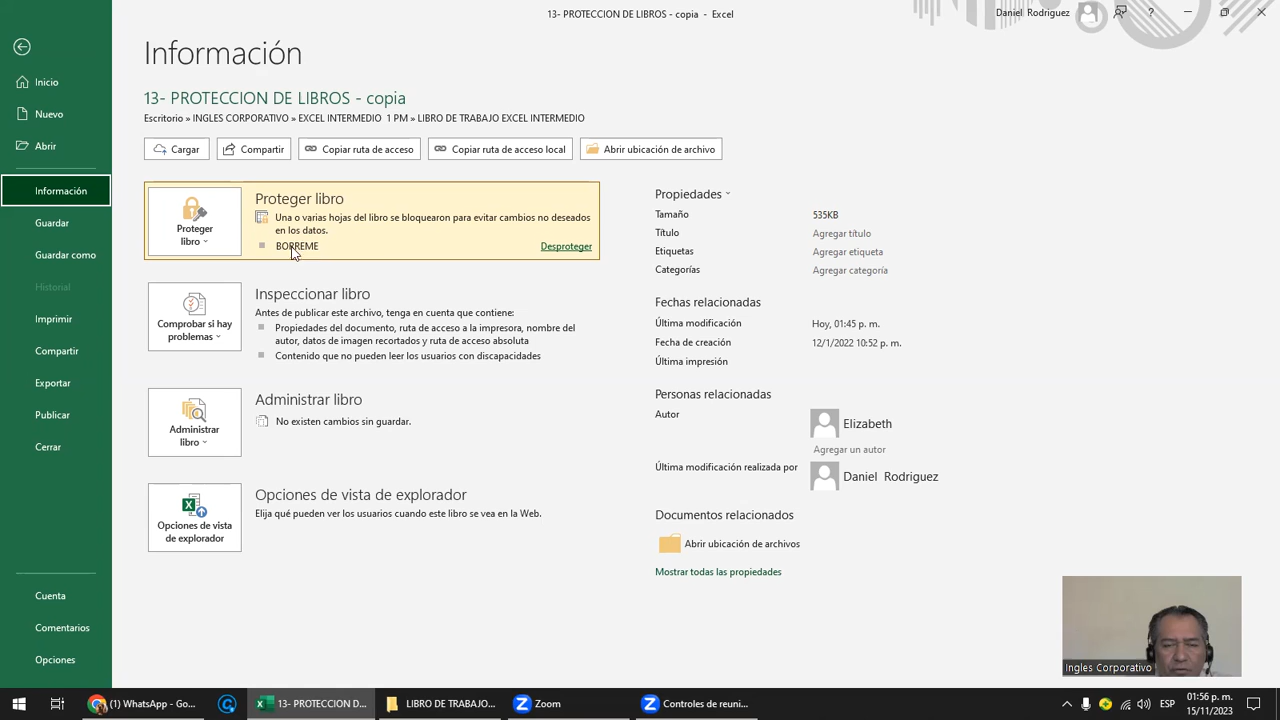 13- PROTECCION DE LIBROS - copia - Excel
Daniel Rodriguez
?
Información
13- PROTECCION DE LIBROS - copia
Escritorio » INGLES CORPORATIVO » EXCEL INTERMEDIO 1 PM » LIBRO DE TRABAJO EXCEL INTERMEDIO
Cargar
Compartir
Copiar ruta de acceso
Copiar ruta de acceso local
Abrir ubicación de archivo
Inicio
Nuevo
Abrir
Información
Guardar
Guardar como
Historial
Imprimir
Compartir
Exportar
Publicar
Cerrar
Cuenta
Comentarios
Opciones
Proteger
libro
Proteger libro
Una o varias hojas del libro se bloquearon para evitar cambios no deseados
en los datos.
BORREME
Desproteger
Comprobar si hay
problemas
Inspeccionar libro
Antes de publicar este archivo, tenga en cuenta que contiene:
Propiedades del documento, ruta de acceso a la impresora, nombre del
autor, datos de imagen recortados y ruta de acceso absoluta
Contenido que no pueden leer los usuarios con discapacidades
Administrar
libro
Administrar libro
No existen cambios sin guardar.
Opciones de vista
de explorador
Opciones de vista de explorador
Elija qué pueden ver los usuarios cuando este libro se vea en la Web.
Propiedades
Tamaño 535KB
Título Agregar título
Etiquetas Agregar etiqueta
Categorías Agregar categoría
Fechas relacionadas
Última modificación Hoy, 01:45 p. m.
Fecha de creación 12/1/2022 10:52 p. m.
Última impresión
Personas relacionadas
Autor Elizabeth
Agregar un autor
Última modificación realizada por Daniel Rodriguez
Documentos relacionados
Abrir ubicación de archivos
Mostrar todas las propiedades
Ingles Corporativo
(1) WhatsApp - Go...
13- PROTECCION D...
LIBRO DE TRABAJO...
Zoom
Controles de reuni...
ESP
01:56 p. m.
15/11/2023